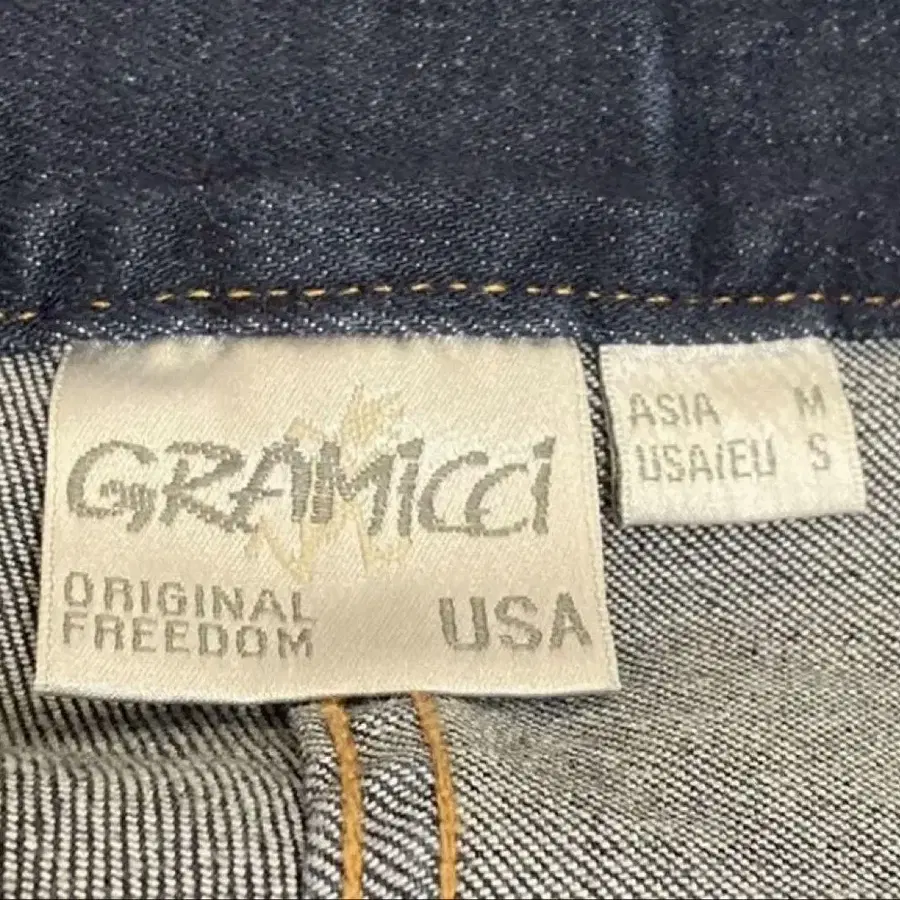 GRAMiCCi
ORIGINAL
FREEDOM
USA
ASIA M
USA/EU S